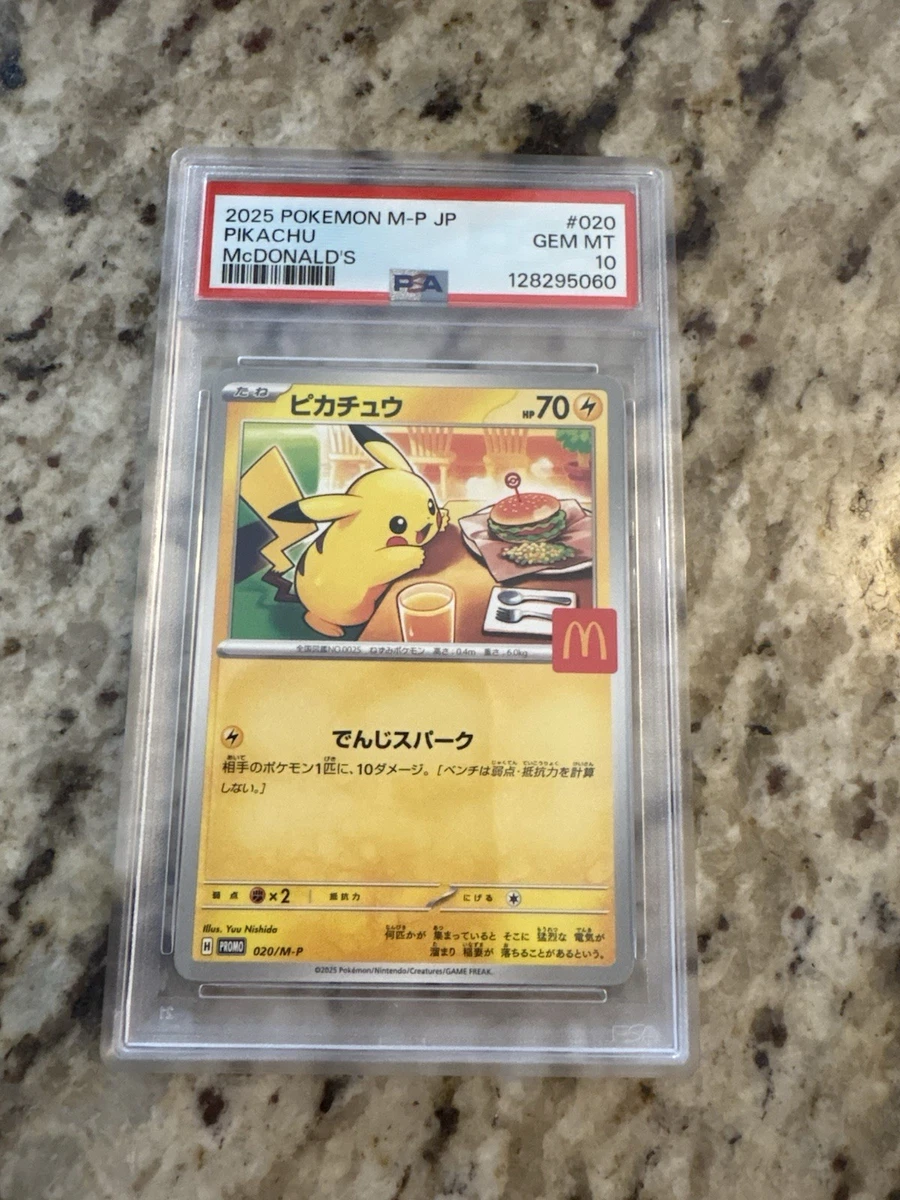 2025 POKEMON M-P JP #020
PIKACHU GEM MT
McDONALD'S 10
PSA 128295060
たね ピカチュウ HP70
M
全国図鑑NO.0025 ねずみポケモン 高さ:0.4m 重さ:6.0kg
でんじスパーク
相手のポケモン1匹に、10ダメージ。[ベンチは弱点・抵抗力を計算
しない。]
弱点 ×2 抵抗力 にげる
Illus. Yuu Nishida
何匹かが 集まっていると そこに 猛烈な 電気が
H PROMO 020/M-P
溜まり 稲妻が 落ちることがあるという。
©2025 Pokémon/Nintendo/Creatures/GAME FREAK.